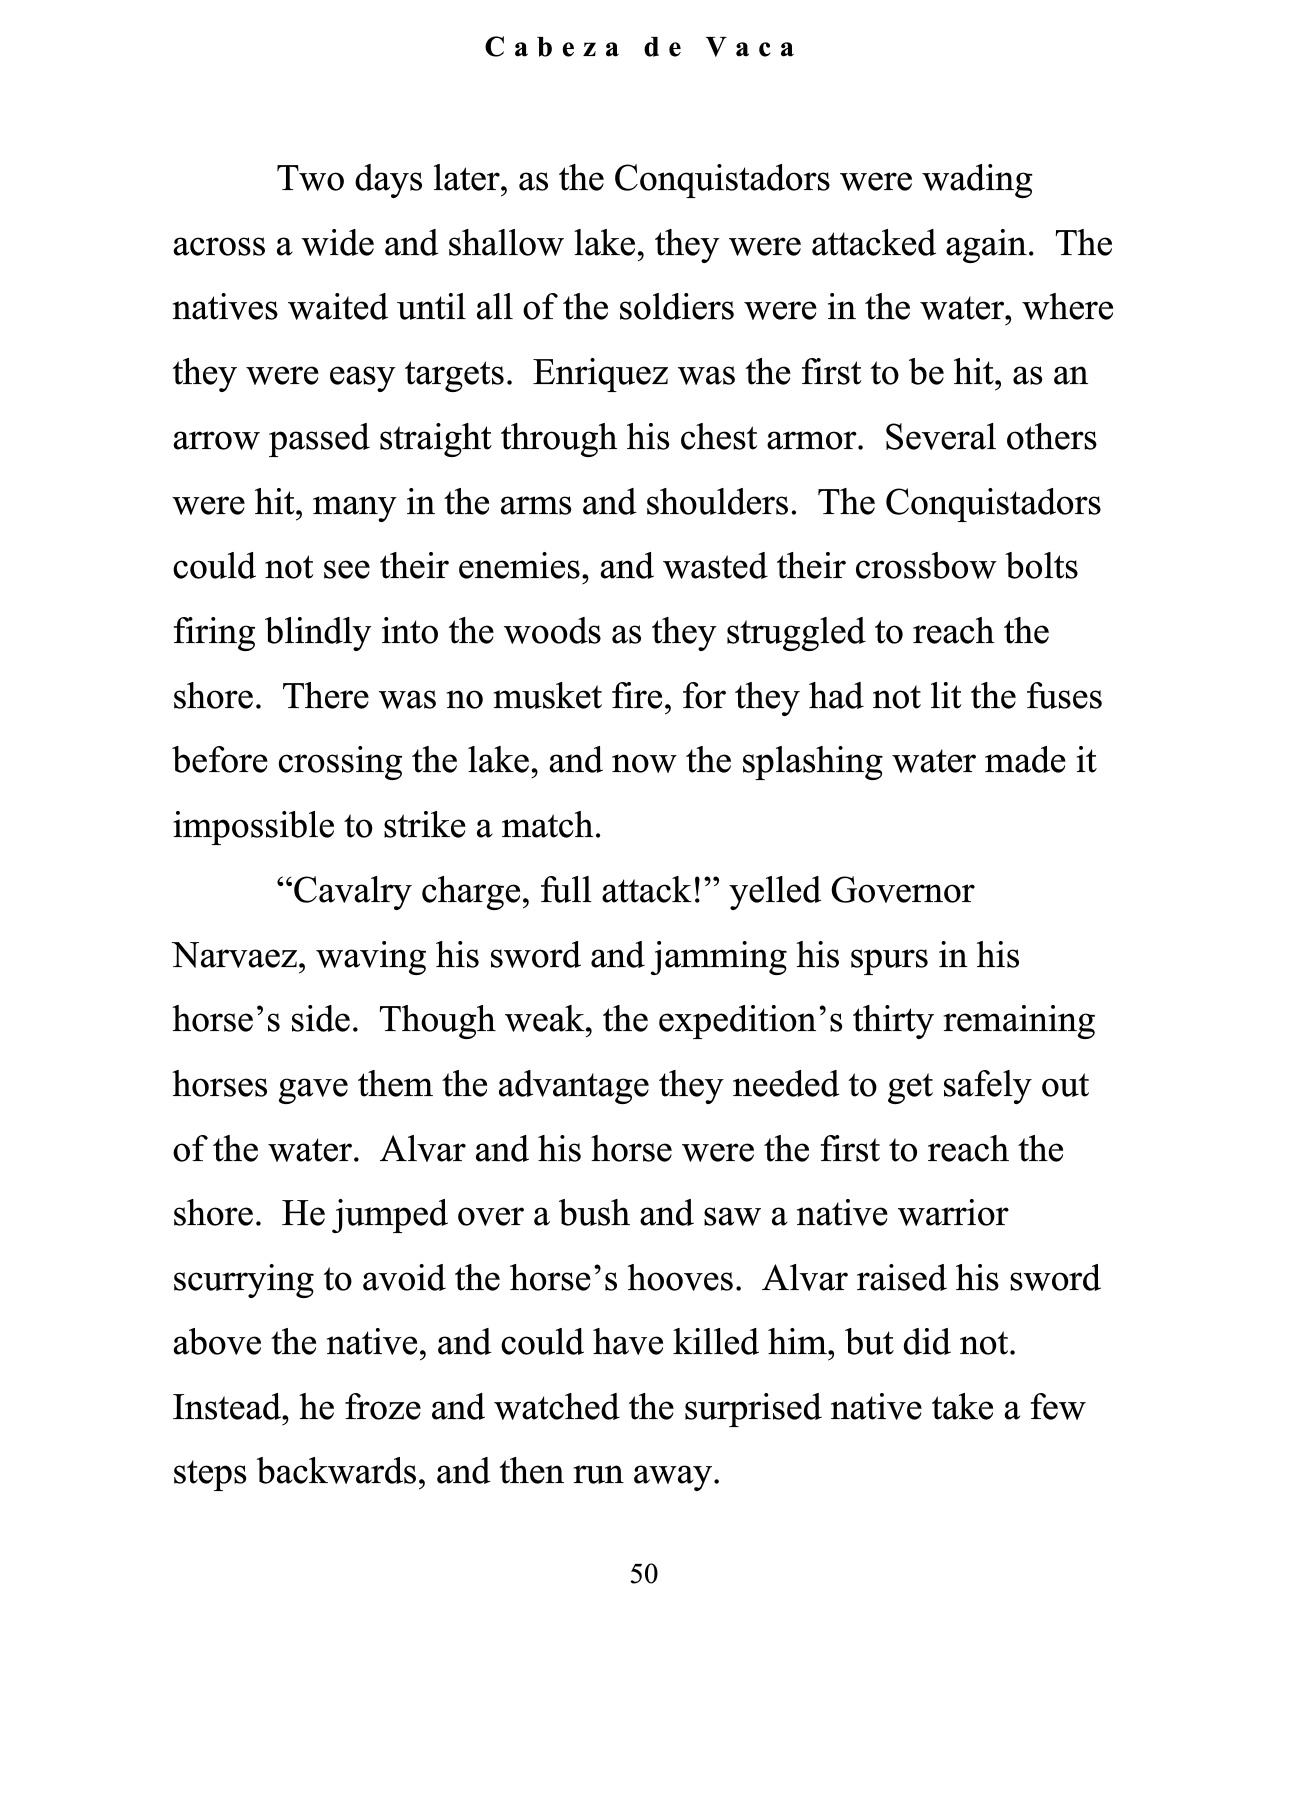 Cabeza de Vaca
Two days later, as the Conquistadors were wading
across a wide and shallow lake, they were attacked again.  The
natives waited until all of the soldiers were in the water, where
they were easy targets.  Enriquez was the first to be hit, as an
arrow passed straight through his chest armor.  Several others
were hit, many in the arms and shoulders.  The Conquistadors
could not see their enemies, and wasted their crossbow bolts
firing blindly into the woods as they struggled to reach the
shore.  There was no musket fire, for they had not lit the fuses
before crossing the lake, and now the splashing water made it
impossible to strike a match.
“Cavalry charge, full attack!” yelled Governor
Narvaez, waving his sword and jamming his spurs in his
horse’s side.  Though weak, the expedition’s thirty remaining
horses gave them the advantage they needed to get safely out
of the water.  Alvar and his horse were the first to reach the
shore.  He jumped over a bush and saw a native warrior
scurrying to avoid the horse’s hooves.  Alvar raised his sword
above the native, and could have killed him, but did not.
Instead, he froze and watched the surprised native take a few
steps backwards, and then run away.
50